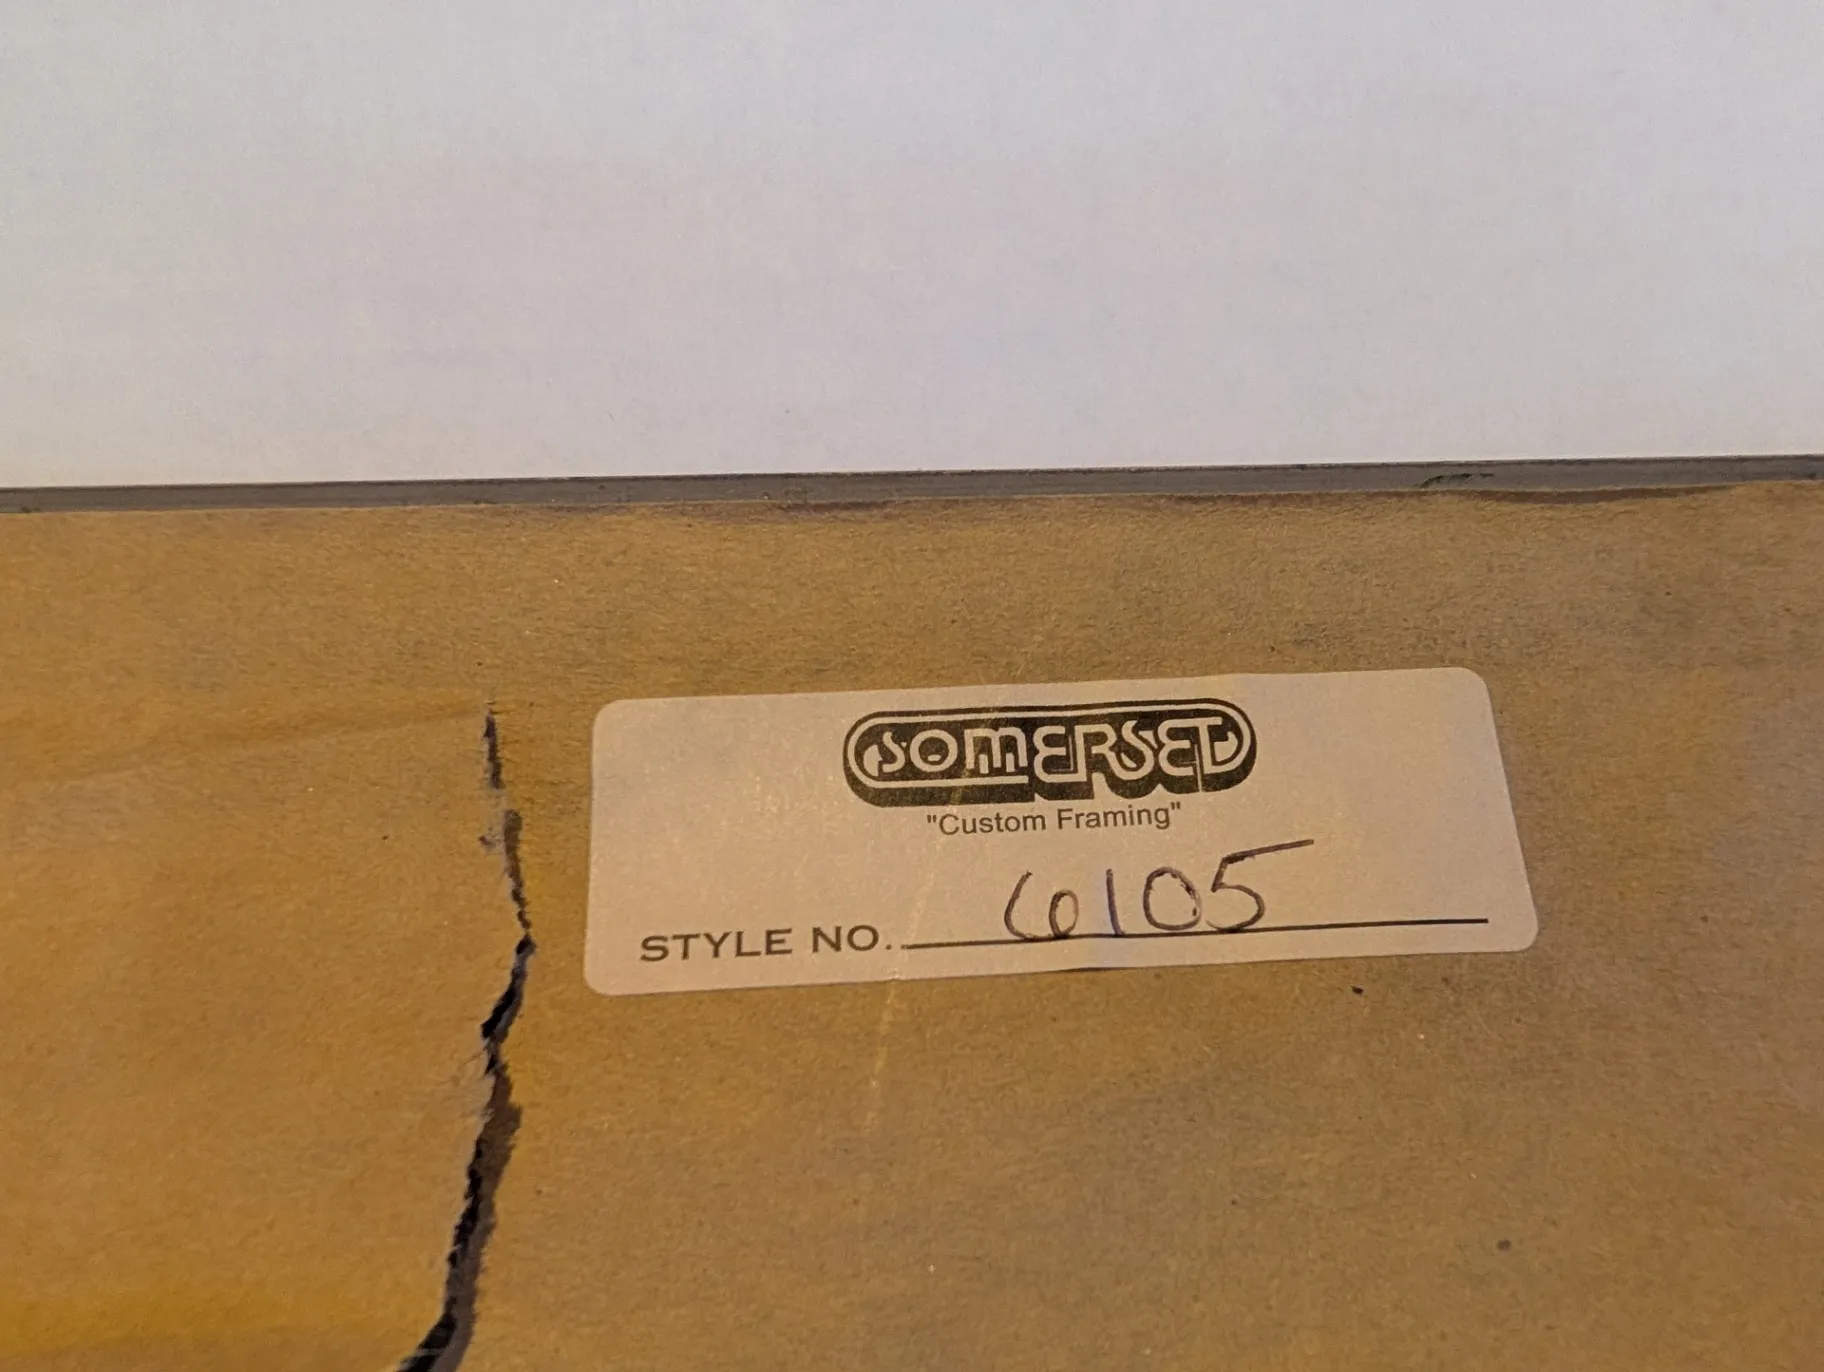 SOMERSET
"Custom Framing"
STYLE NO. 6105